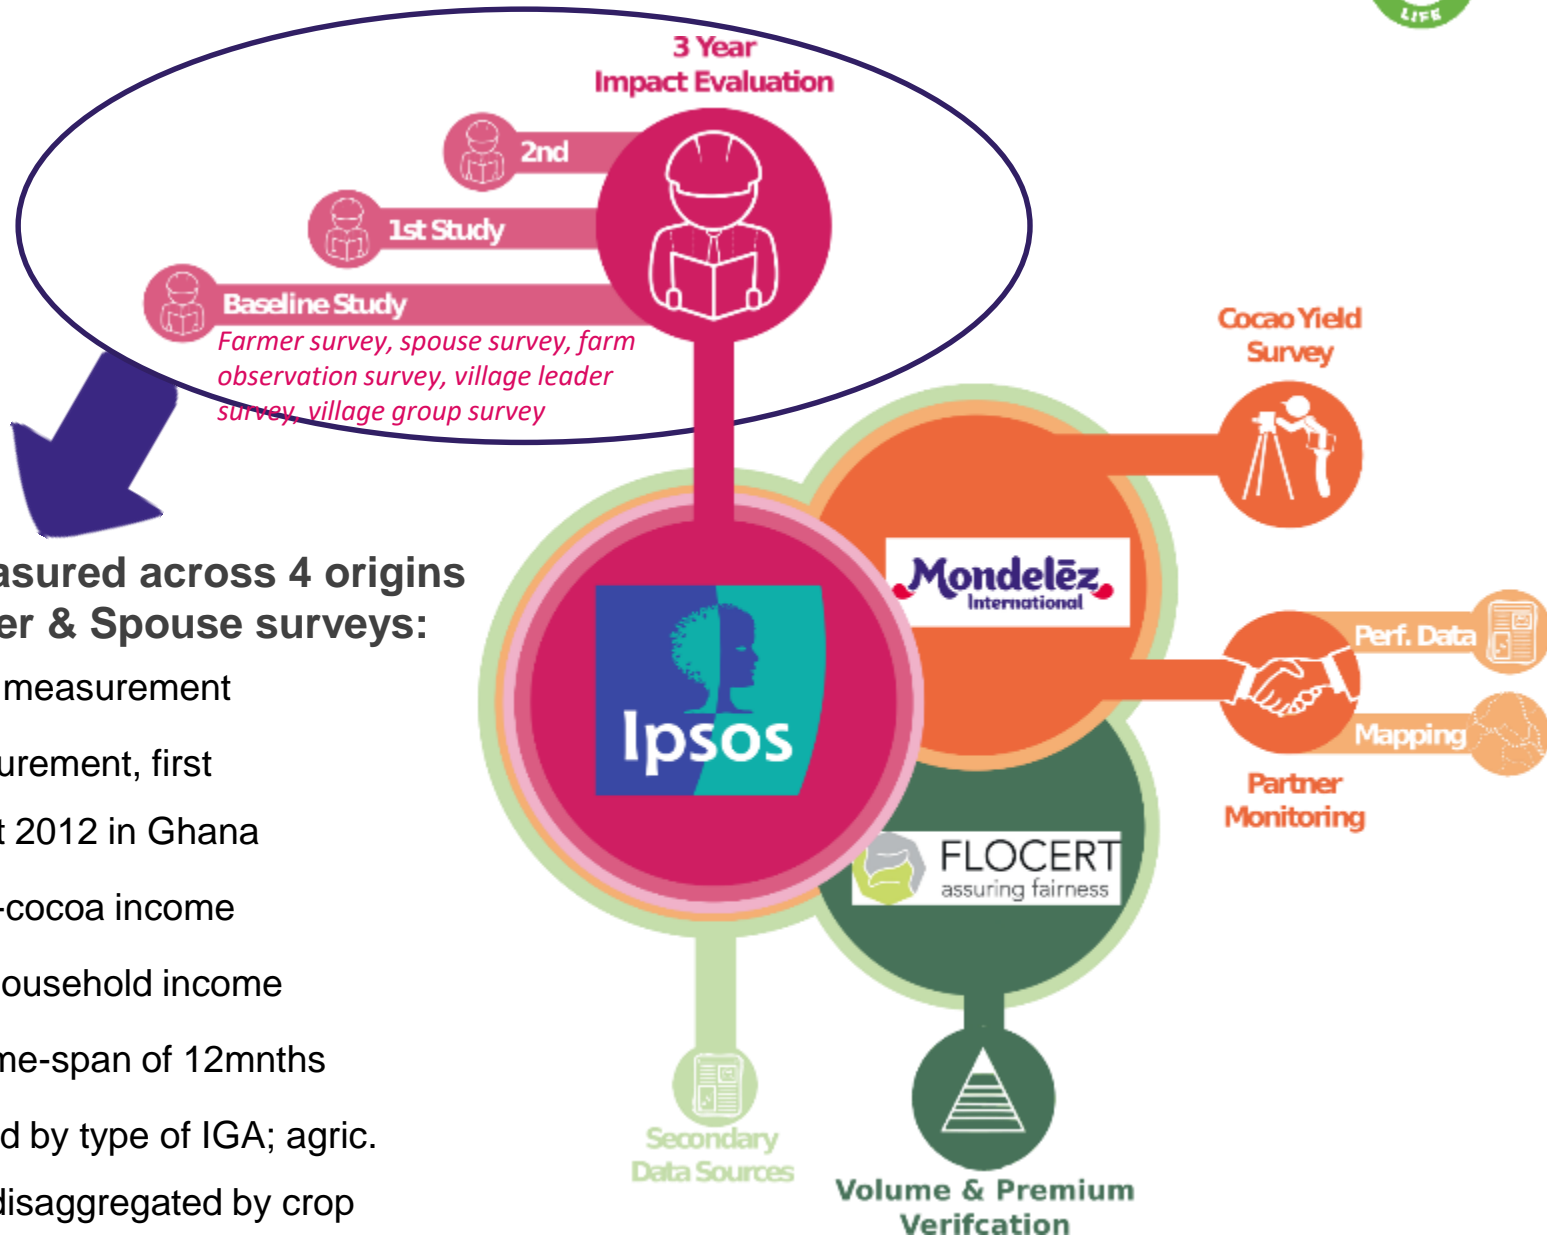 LIFE
3 Year
Impact Evaluation
2nd
1st Study
Baseline Study
Farmer survey, spouse survey, farm
observation survey, village leader
survey, village group survey
Cocao Yield
Survey
Mondelēz
International
Ipsos
Perf. Data
Mapping
Partner
Monitoring
FLOCERT
assuring fairness
Secondary
Data Sources
Volume & Premium
Verifcation
asured across 4 origins
er & Spouse surveys:
measurement
urement, first
t 2012 in Ghana
-cocoa income
ousehold income
me-span of 12mnths
d by type of IGA; agric.
disaggregated by crop